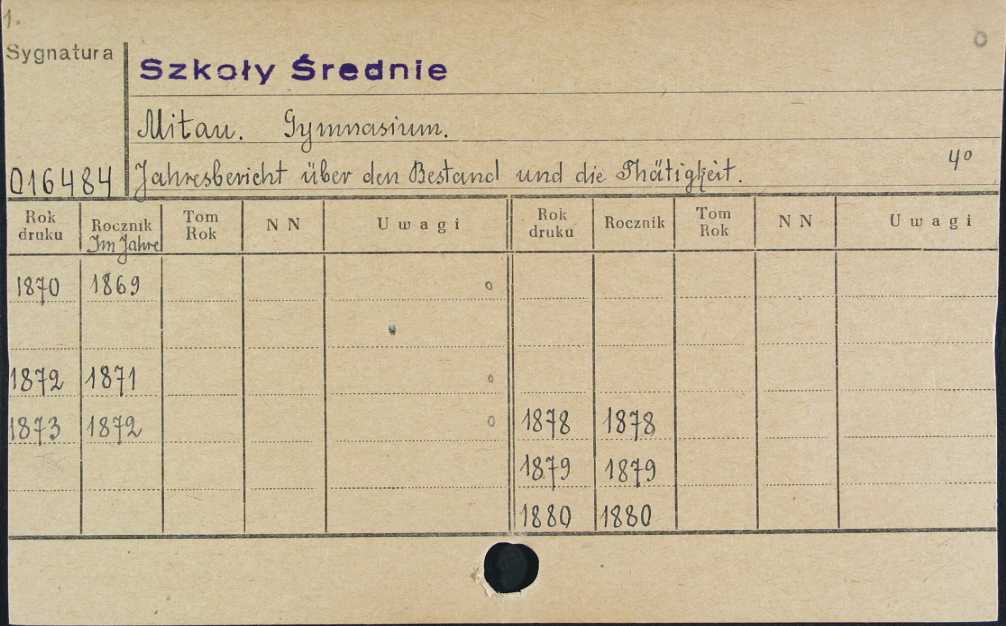 1.
Sygnatura
Szkoły Średnie
Mitau. Gymnasium.
016484 Jahresbericht über den Bestand und die Thätigkeit. 4°
Rok druku Rocznik Im Jahre Tom Rok N N Uwagi Rok druku Rocznik Tom Rok N N Uwagi
1870 1869 o
1872 1871 o
1873 1872 o 1878 1878
1879 1879
1880 1880